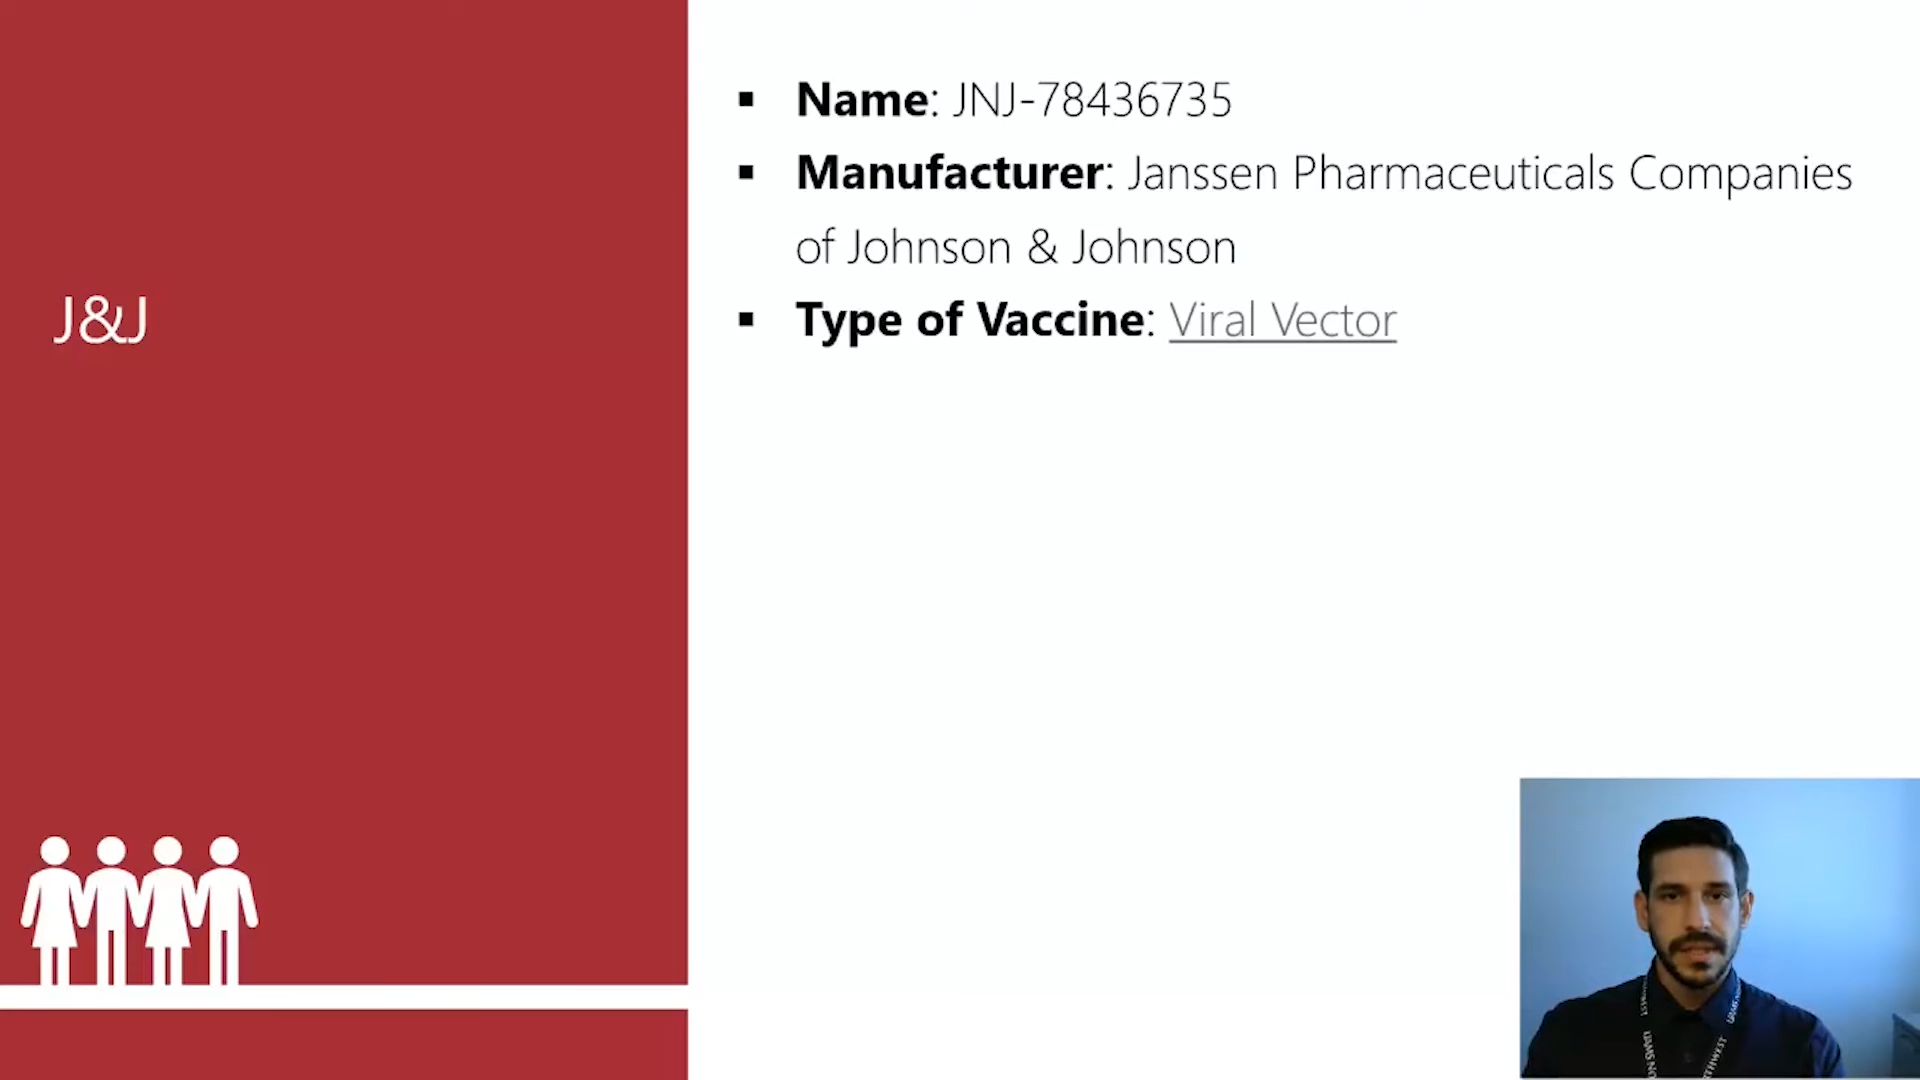 J&J
▪ Name: JNJ-78436735
▪ Manufacturer: Janssen Pharmaceuticals Companies
of Johnson & Johnson
▪ Type of Vaccine: Viral Vector